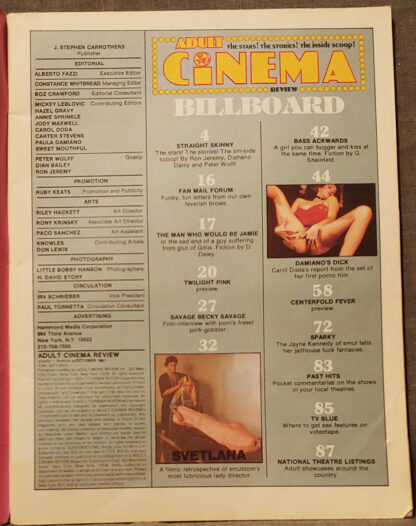 J. STEPHEN CARROTHERS
Publisher
EDITORIAL
ALBERTO FAZZI Executive Editor
CONSTANCE WHITBREAD Managing Editor
BOZ CRAWFORD Editorial Consultant
MICKEY LEBLOVIC Contributing Editors
HAZEL GRAVY
ANNIE SPRINKLE
JODY MAXWELL
CAROL DODA
CARTER STEVENS
PAULA DAMIANO
SWEET MOUTHFUL
PETER WOLFF Gossip
DIAN BAILEY
RON JEREMY
PROMOTION
RUBY KEATS Promotion and Publicity
ARTS
RILEY HACKETT Art Director
RONY KRINSKY Associate Art Director
PACO SANCHEZ Art Assistant
KNOWLES Contributing Artists
DON LEWIS
PHOTOGRAPHY
LITTLE BOBBY HANSON Photographers
H. DAVID STORY
CIRCULATION
IRV SCHRIEBER Vice President
PAUL TORNETTA Circulation Consultant
ADVERTISING
Hammond Media Corporation
964 Third Avenue
New York, N.Y. 10022
212-759-7500
ADULT CINEMA REVIEW
ADULT the stars! the stories! the inside scoop!
CINEMA
REVIEW
BILLBOARD
4
STRAIGHT SKINNY
The stars! The stories! The sin-side
scoop! By Ron Jeremy, Diahann
Daley and Peter Wolff.
16
FAN MAIL FORUM
Funky, fun letters from our own
feverish brows.
17
THE MAN WHO WOULD BE JAMIE
or the sad end of a guy suffering
from glut of Gillis. Fiction by D.
Daley
20
TWILIGHT PINK
preview.
27
SAVAGE BECKY SAVAGE
Foto-interview with porn's freest
pork-gobbler.
32
SVETLANA
A filmic retrospective of smutdom's
most lubricious lady director.
42
BASS ACKWARDS
A girl you can bugger and kiss at
the same time. Fiction by G.
Sheinfeld
44
DAMIANO'S DICK
Carol Doda's report from the set of
her first porno film.
58
CENTERFOLD FEVER
preview.
72
SPARKY
The Jayne Kennedy of smut tells
her jailhouse fuck fantasies.
83
PAST HITS
Pocket commentaries on the shows
in your local theatres.
85
TV BLUE
Where to get sex features on
videotape.
87
NATIONAL THEATRE LISTINGS
Adult showcases around the
country.